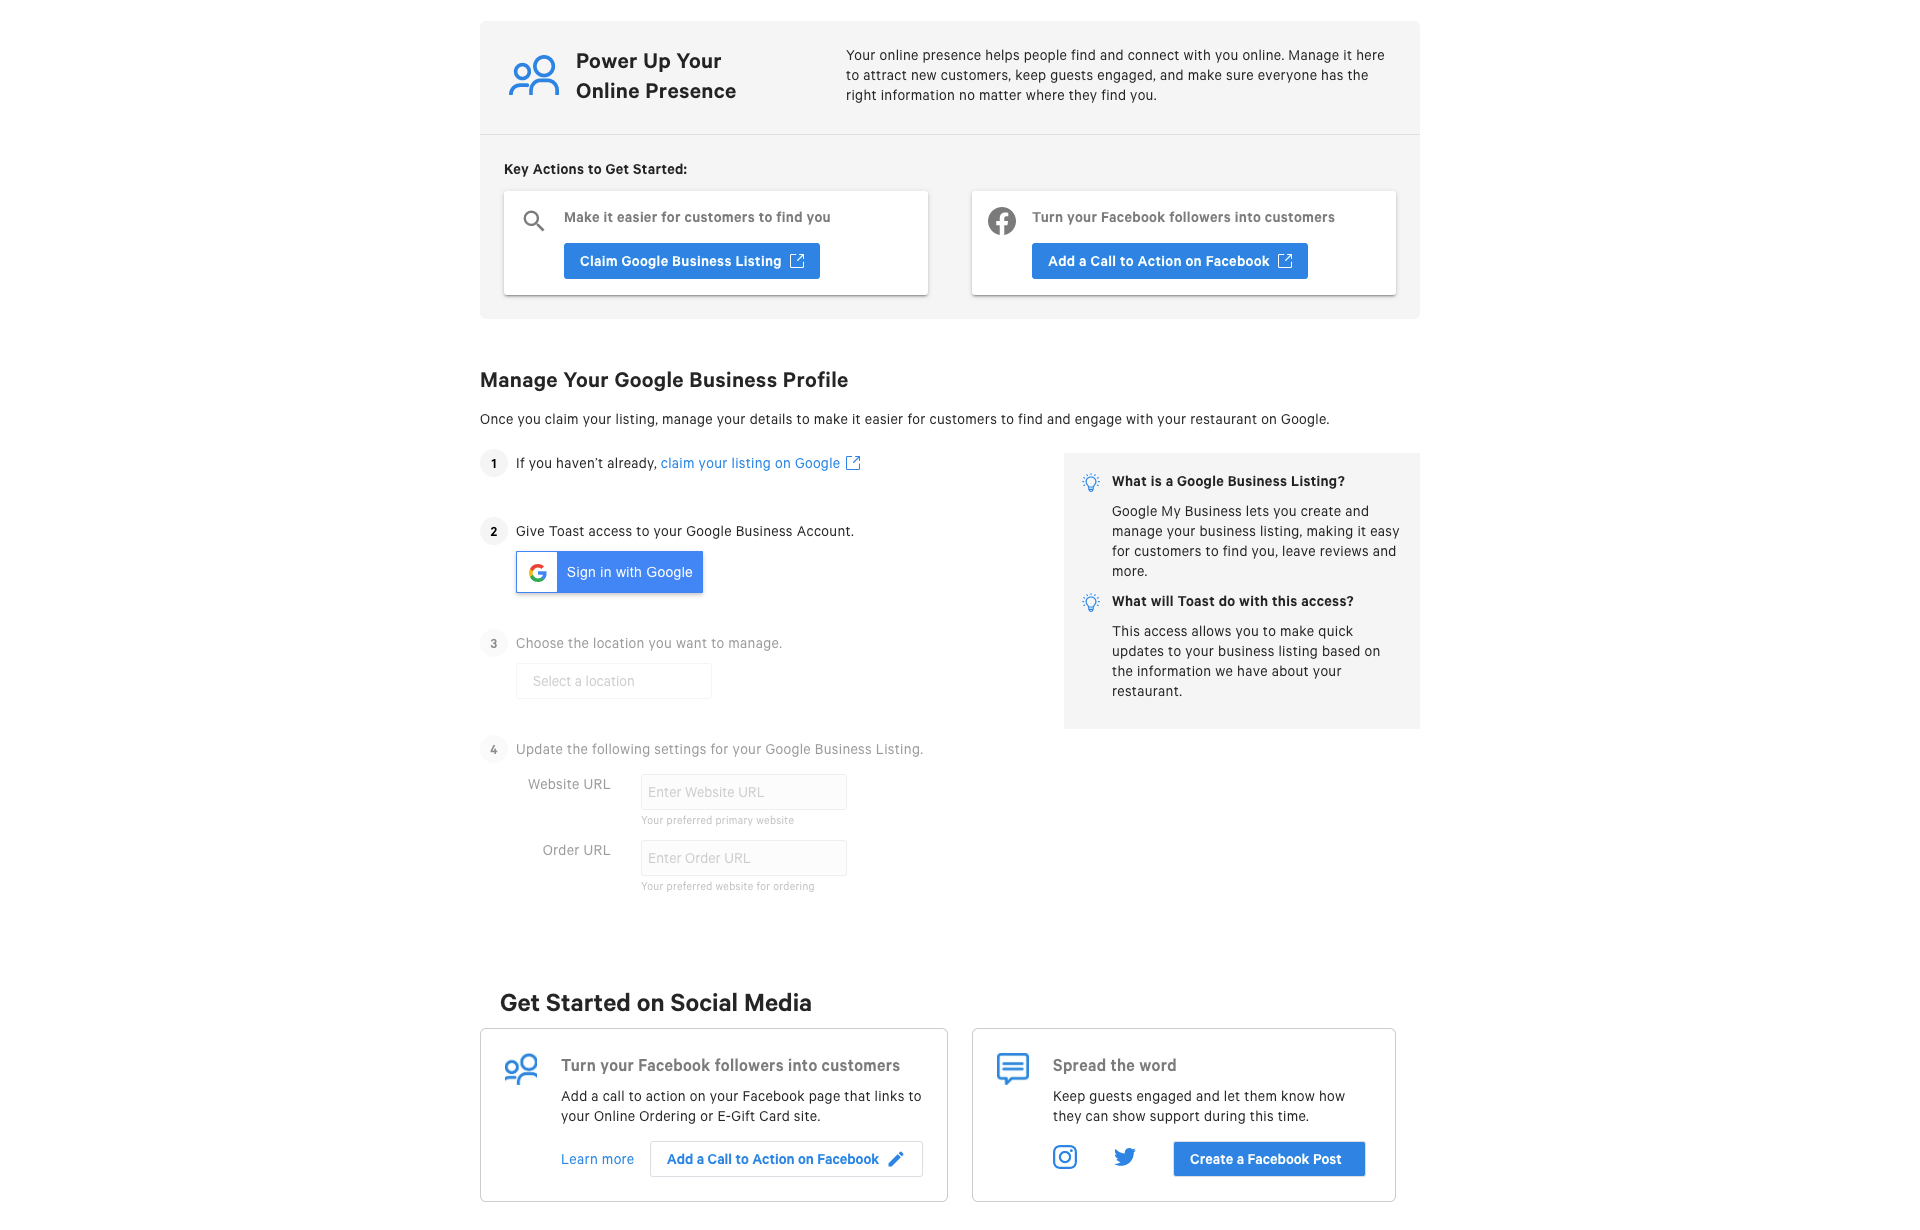 Power Up Your
Online Presence
Your online presence helps people find and connect with you online. Manage it here
to attract new customers, keep guests engaged, and make sure everyone has the
right information no matter where they find you.
Key Actions to Get Started:
Make it easier for customers to find you
Claim Google Business Listing
Turn your Facebook followers into customers
Add a Call to Action on Facebook
Manage Your Google Business Profile
Once you claim your listing, manage your details to make it easier for customers to find and engage with your restaurant on Google.
1 If you haven't already, claim your listing on Google
2 Give Toast access to your Google Business Account.
Sign in with Google
3 Choose the location you want to manage.
Select a location
4 Update the following settings for your Google Business Listing.
Website URL
Enter Website URL
Your preferred primary website
Order URL
Enter Order URL
Your preferred website for ordering
What is a Google Business Listing?
Google My Business lets you create and
manage your business listing, making it easy
for customers to find you, leave reviews and
more.
What will Toast do with this access?
This access allows you to make quick
updates to your business listing based on
the information we have about your
restaurant.
Get Started on Social Media
Turn your Facebook followers into customers
Add a call to action on your Facebook page that links to
your Online Ordering or E-Gift Card site.
Learn more
Add a Call to Action on Facebook
Spread the word
Keep guests engaged and let them know how
they can show support during this time.
Create a Facebook Post